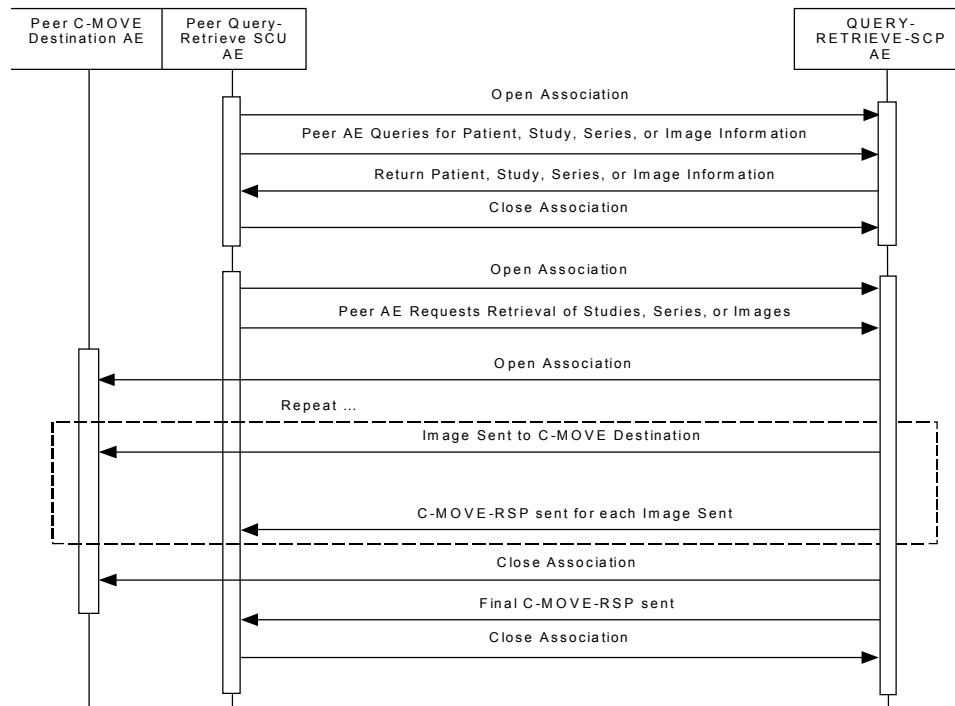 Peer C-MOVE
Destination AE
Peer Query-
Retrieve SCU
AE
QUERY-
RETRIEVE-SCP
AE
Open Association
Peer AE Queries for Patient, Study, Series, or Image Information
Return Patient, Study, Series, or Image Information
Close Association
Open Association
Peer AE Requests Retrieval of Studies, Series, or Images
Open Association
Repeat ...
Image Sent to C-MOVE Destination
C-MOVE-RSP sent for each Image Sent
Close Association
Final C-MOVE-RSP sent
Close Association